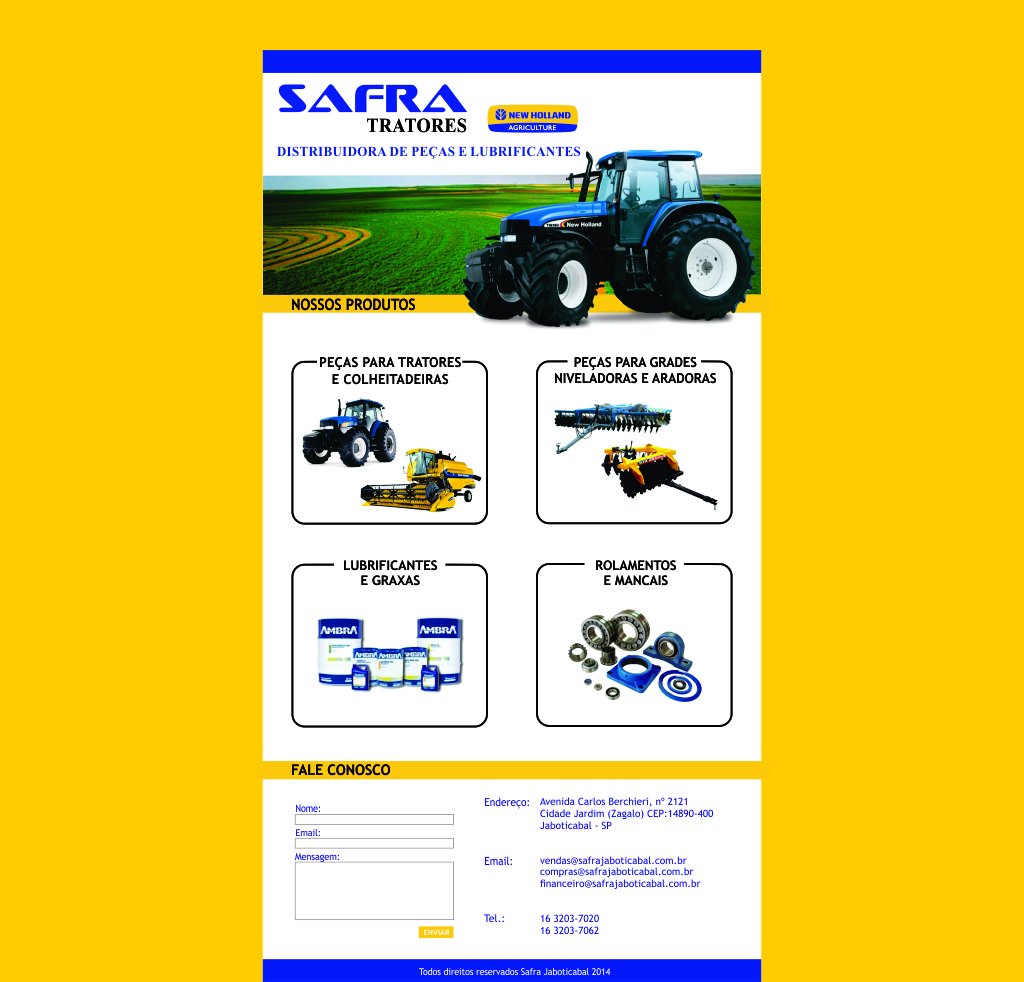 SAFRA
TRATORES
NEW HOLLAND
AGRICULTURE
DISTRIBUIDORA DE PEÇAS E LUBRIFICANTES
New Holland
NOSSOS PRODUTOS
PEÇAS PARA TRATORES
E COLHEITADEIRAS
PEÇAS PARA GRADES
NIVELADORAS E ARADORAS
LUBRIFICANTES
E GRAXAS
ROLAMENTOS
E MANCAIS
AMBRA
AMBRA
AMBRA
AMBRA
AMBRA
FALE CONOSCO
Nome:
Email:
Mensagem:
ENVIAR
Endereço: Avenida Carlos Berchieri, nº 2121
Cidade Jardim (Zagalo) CEP:14890-400
Jaboticabal - SP
Email: vendas@safrajaboticabal.com.br
compras@safrajaboticabal.com.br
financeiro@safrajaboticabal.com.br
Tel.: 16 3203-7020
16 3203-7062
Todos direitos reservados Safra Jaboticabal 2014